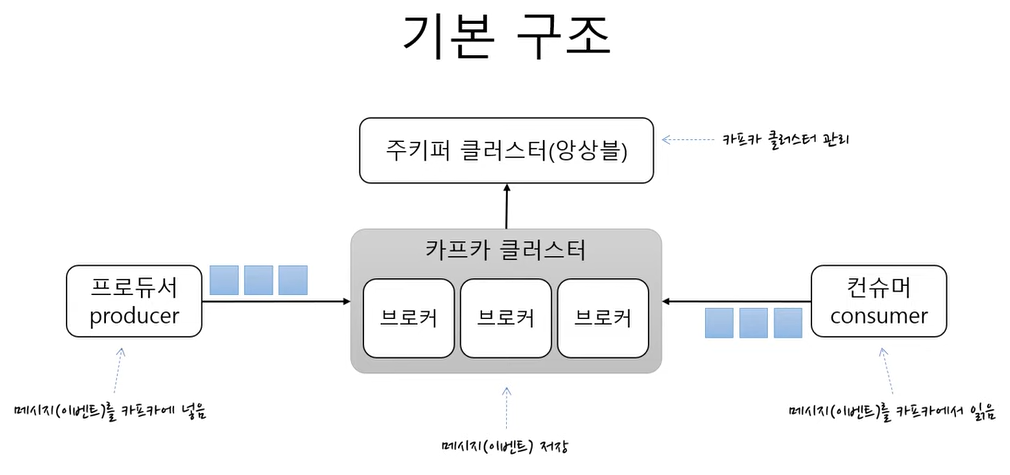 기본 구조
주키퍼 클러스터(앙상블)
카프카 클러스터 관리
카프카 클러스터
프로듀서
producer
브로커
브로커
브로커
컨슈머
consumer
메시지(이벤트)를 카프카에 넣음
메시지(이벤트) 저장
메시지(이벤트)를 카프카에서 읽음